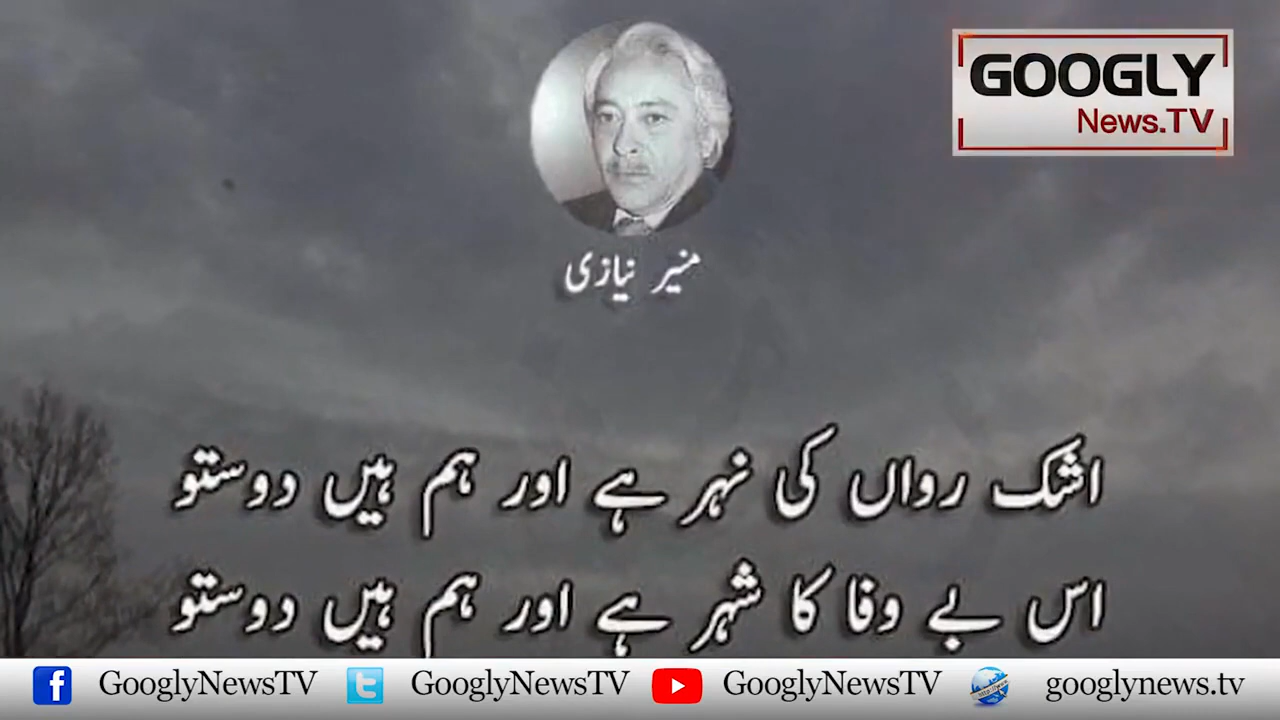 GOOGLY
News.TV
منیر نیازی
اشک رواں کی نہر ہے اور ہم ہیں دوستو
اس بے وفا کا شہر ہے اور ہم ہیں دوستو
GooglyNewsTV GooglyNewsTV GooglyNewsTV googlynews.tv